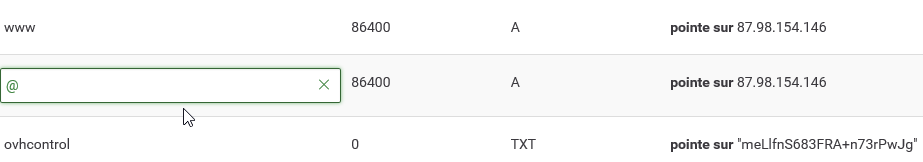 www 86400 A pointe sur 87.98.154.146
@ 86400 A pointe sur 87.98.154.146
ovhcontrol 0 TXT pointe sur "meLlfnS683FRA+n73rPwJg"